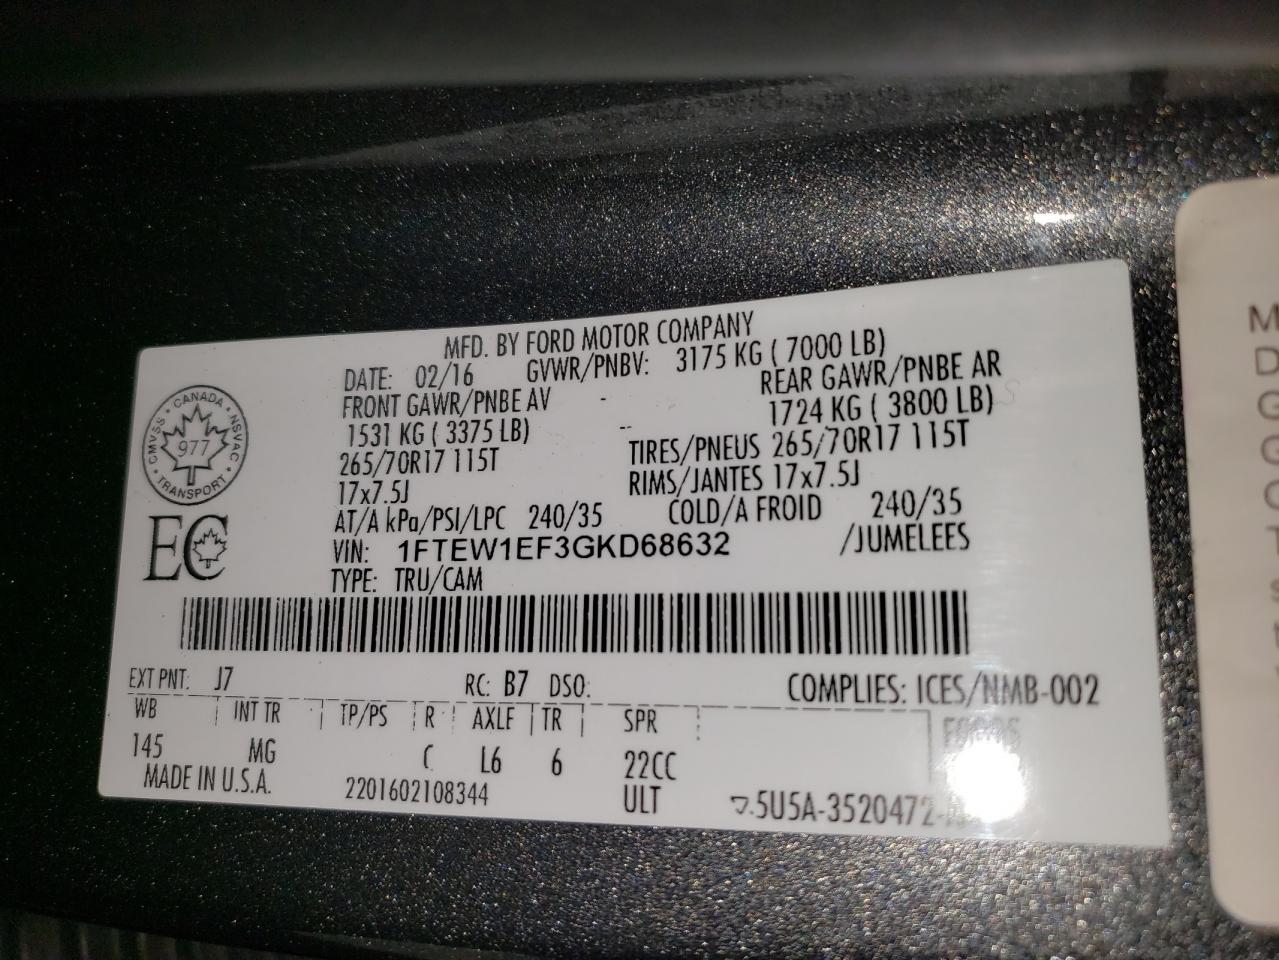 MFD. BY FORD MOTOR COMPANY
DATE: 02/16 GVWR/PNBV: 3175 KG ( 7000 LB)
FRONT GAWR/PNBE AV - REAR GAWR/PNBE AR
1531 KG ( 3375 LB) -- 1724 KG ( 3800 LB)
265/70R17 115T TIRES/PNEUS 265/70R17 115T
17x7.5J RIMS/JANTES 17x7.5J
AT/A kPa/PSI/LPC 240/35 COLD/A FROID 240/35
VIN: 1FTEW1EF3GKD68632 /JUMELEES
TYPE: TRU/CAM
CANADA
CMVSS NSVAC
977
TRANSPORT
EC
EXT PNT: J7 RC: B7 DSO: COMPLIES: ICES/NMB-002
WB INT TR TP/PS R AXLE TR SPR
145 MG C L6 6 22CC
MADE IN U.S.A. 2201602108344 ULT 5U5A-3520472-
M
D
G
G